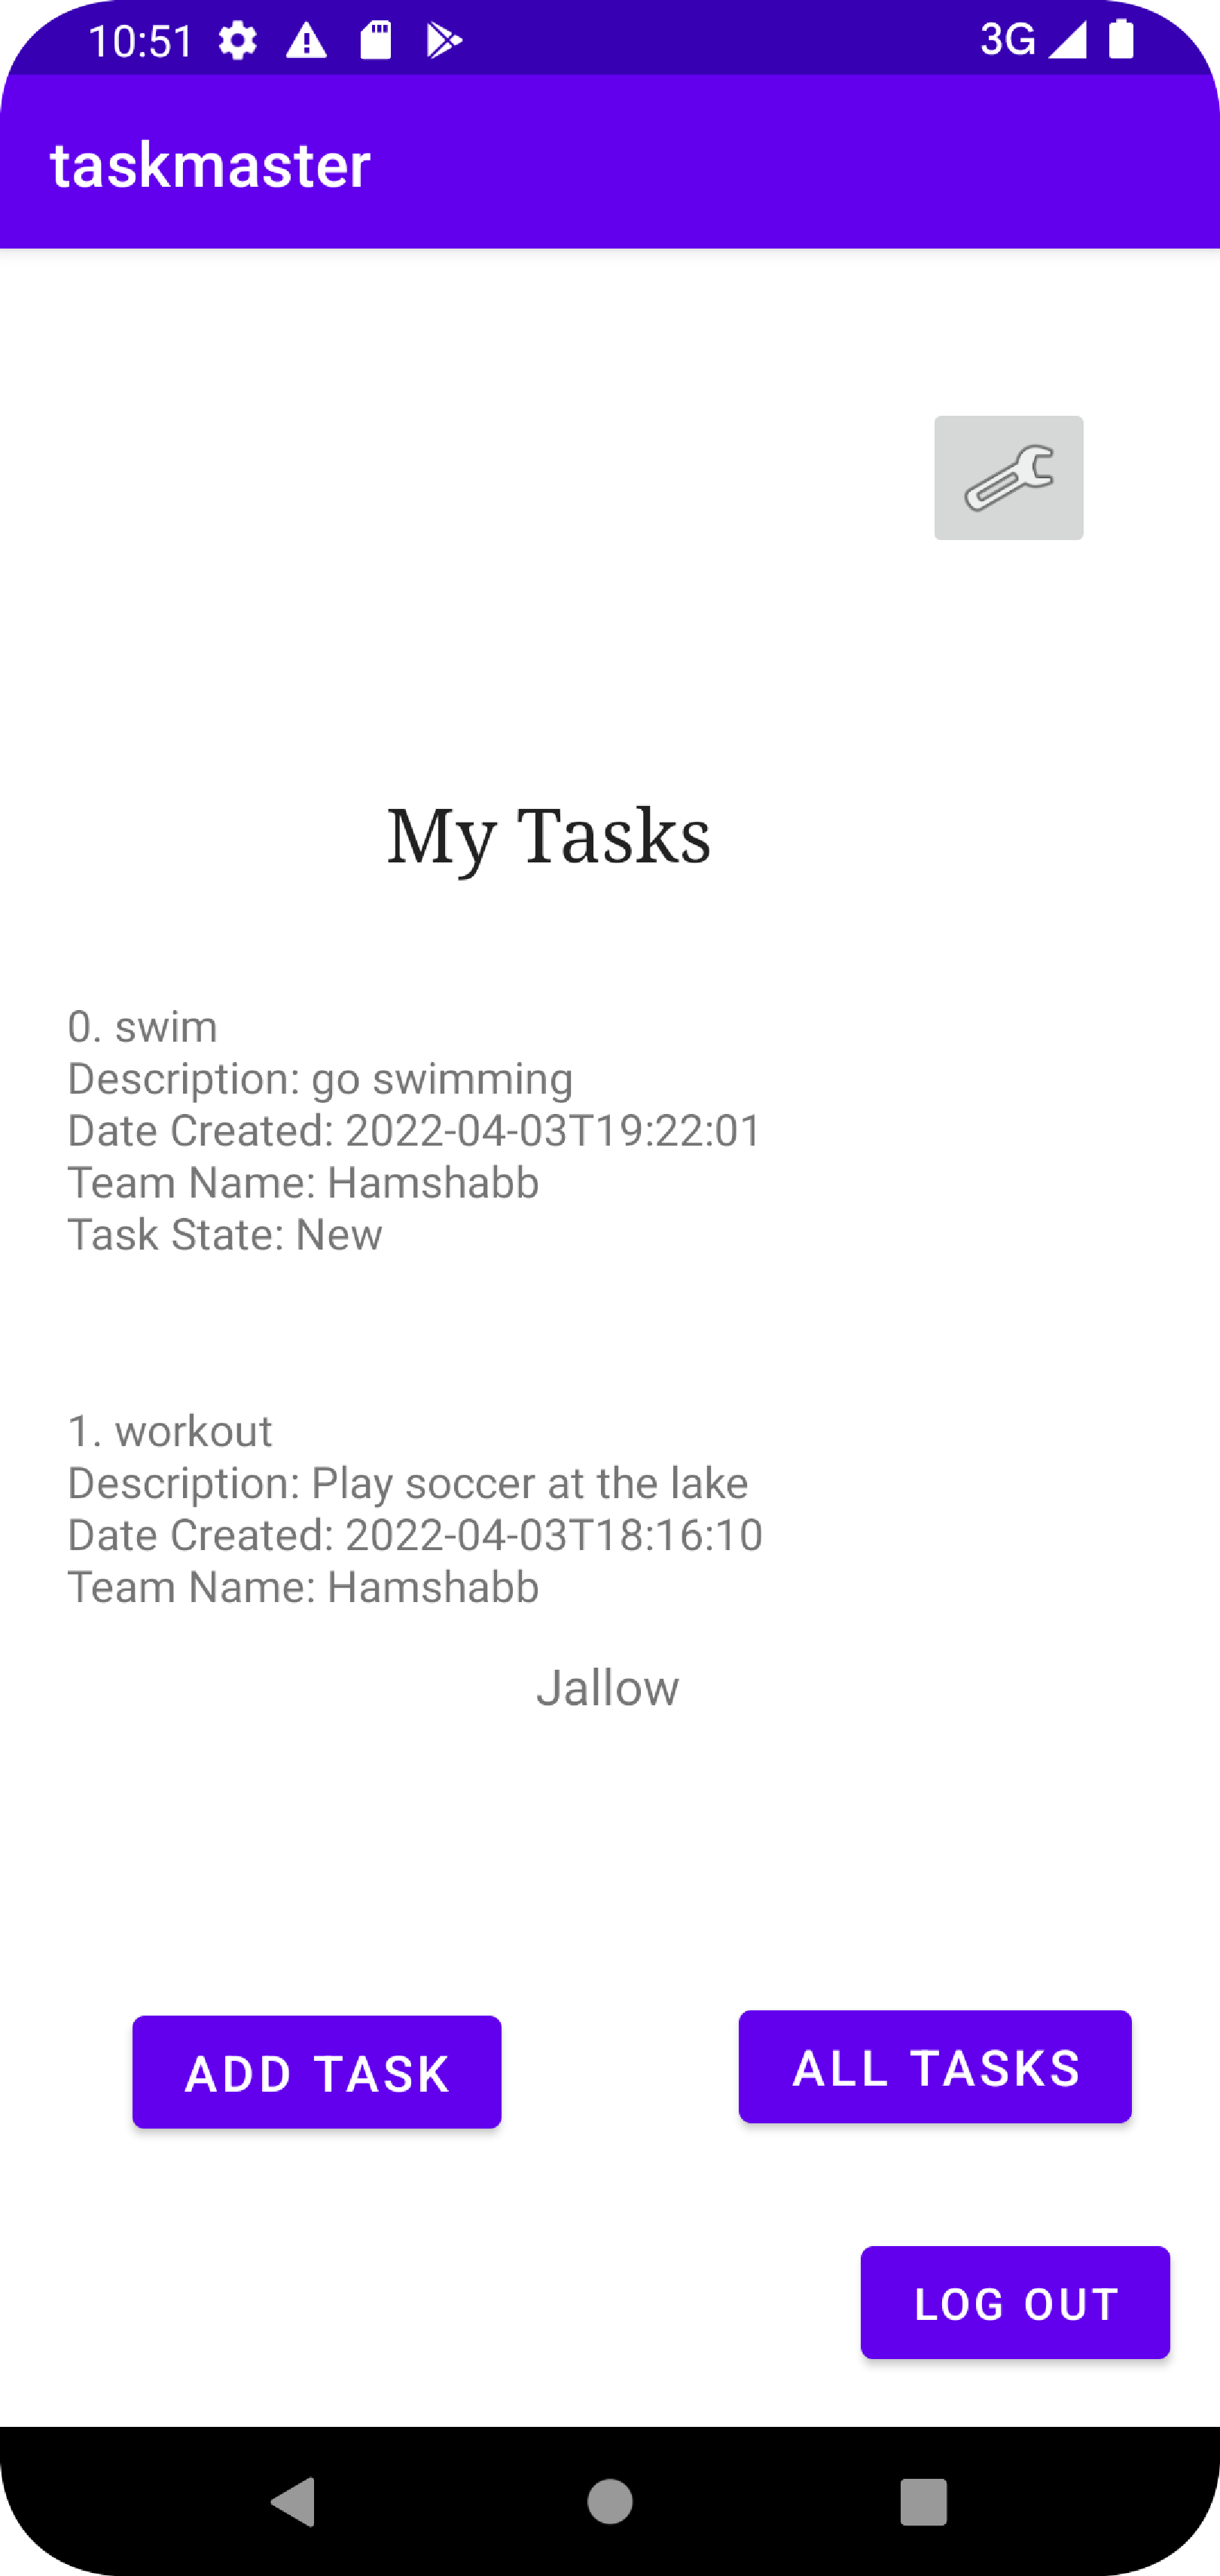 10:51 3G
taskmaster
My Tasks
0. swim
Description: go swimming
Date Created: 2022-04-03T19:22:01
Team Name: Hamshabb
Task State: New
1. workout
Description: Play soccer at the lake
Date Created: 2022-04-03T18:16:10
Team Name: Hamshabb
Jallow
ADD TASK ALL TASKS
LOG OUT